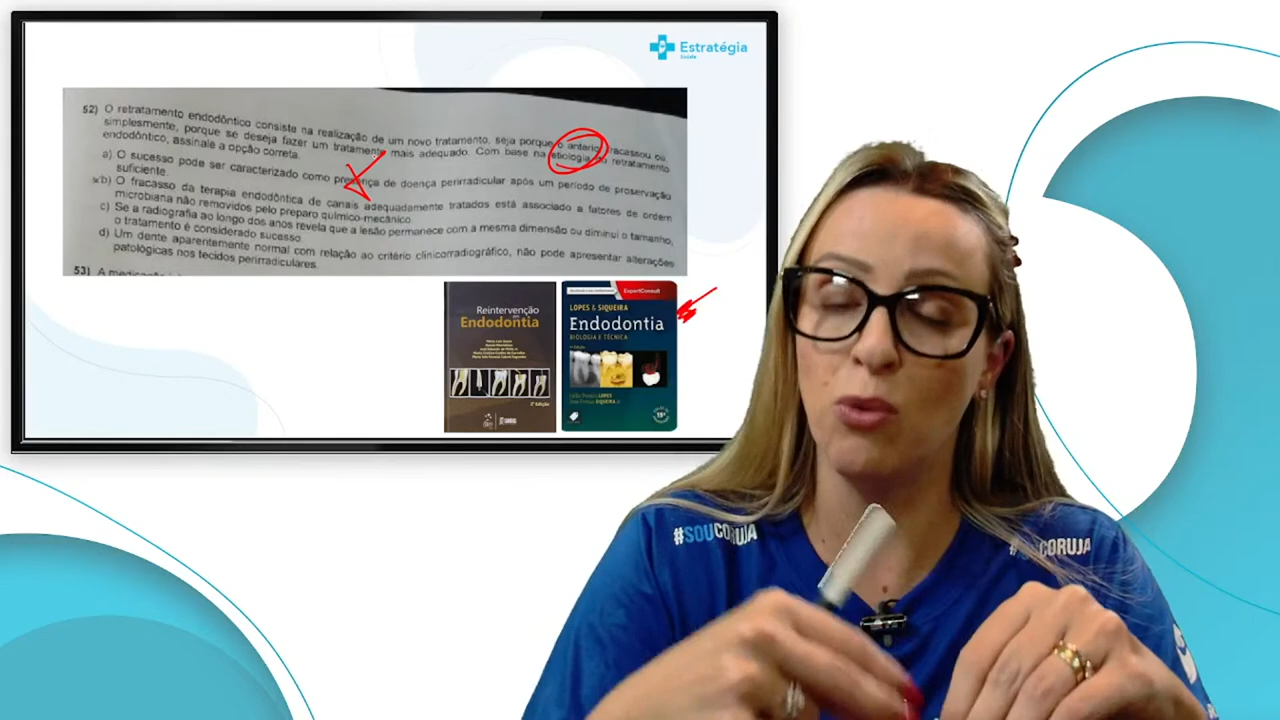 Estratégia
Saúde
52) O retratamento endodôntico consiste na realização de um novo tratamento, seja porque o anterio fracassou ou,
simplesmente, porque se deseja fazer um tratamento mais adequado. Com base na etiologia do retratamento
endodôntico, assinale a opção correta.
a) O sucesso pode ser caracterizado como presença de doença perirradicular após um período de proservação
suficiente.
b) O fracasso da terapia endodôntica de canais adequadamente tratados está associado a fatores de ordem
microbiana não removidos pelo preparo químico-mecânico.
c) Se a radiografia ao longo dos anos revela que a lesão permanece com a mesma dimensão ou diminui o tamanho,
o tratamento é considerado sucesso.
d) Um dente aparentemente normal com relação ao critério clinicorradiográfico, não pode apresentar alterações
patológicas nos tecidos perirradiculares.
53) A
Reintervenção
em
Endodontia
2ª Edição
ExpertConsult
LOPES & SIQUEIRA
Endodontia
BIOLOGIA E TÉCNICA
#SOUCORUJA
CORUJA